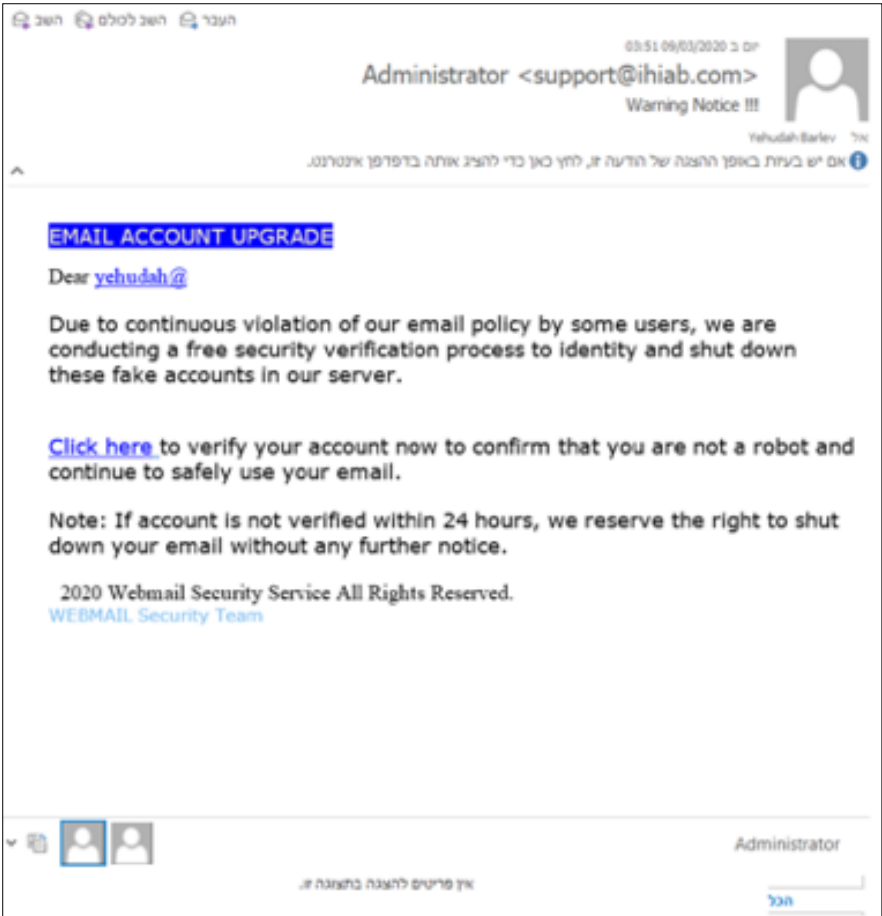 השב השב לכולם העבר
יום ב 09/03/2020 03:51
Administrator <support@ihiab.com>
Warning Notice !!!
אל Yehudah Barlev
אם יש בעיות באופן ההצגה של הודעה זו, לחץ כאן כדי להציג אותה בדפדפן אינטרנט.
EMAIL ACCOUNT UPGRADE
Dear yehudah@
Due to continuous violation of our email policy by some users, we are
conducting a free security verification process to identity and shut down
these fake accounts in our server.
Click here to verify your account now to confirm that you are not a robot and
continue to safely use your email.
Note: If account is not verified within 24 hours, we reserve the right to shut
down your email without any further notice.
2020 Webmail Security Service All Rights Reserved.
WEBMAIL Security Team
Administrator
אין פריטים להצגה בתצוגה זו.
הכל